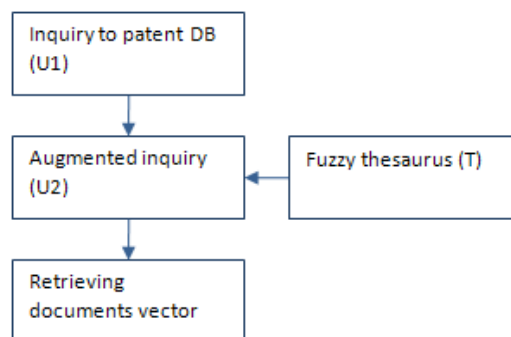 Inquiry to patent DB
(U1)
Augmented inquiry
(U2)
Fuzzy thesaurus (T)
Retrieving
documents vector